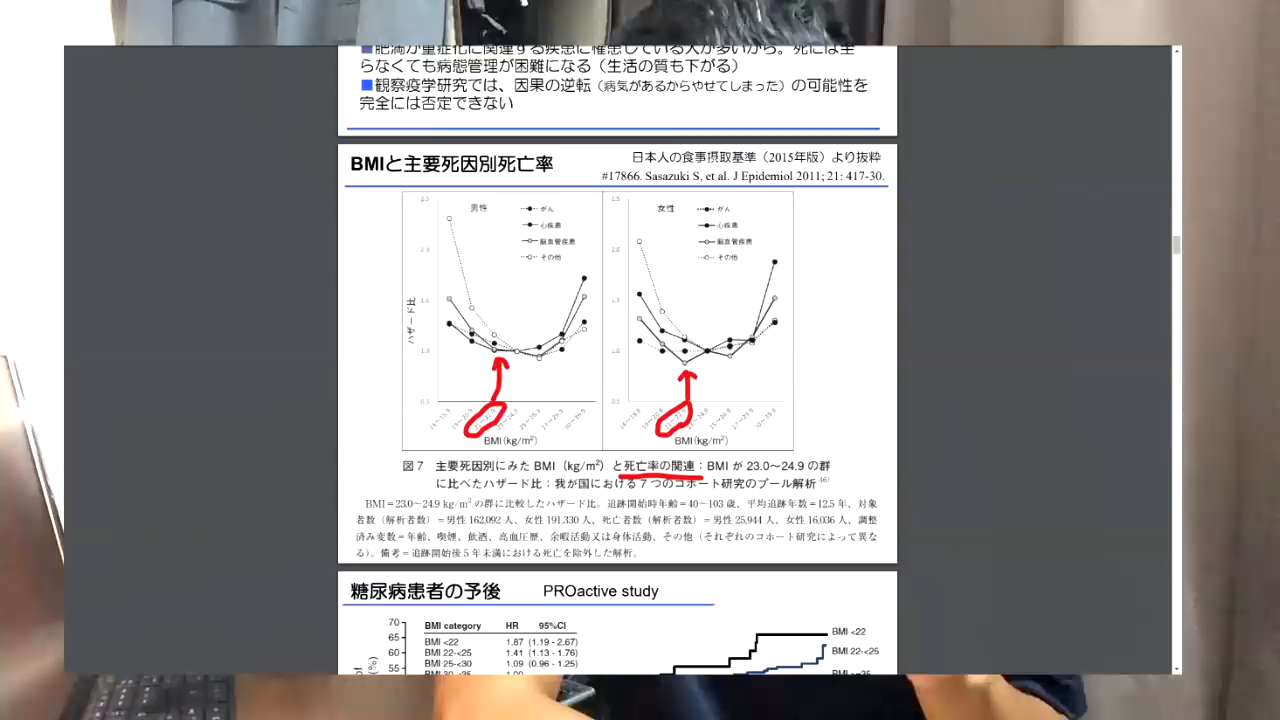 ■肥満が重症化に関連する疾患に罹患している人が多いから。死には至
らなくても病態管理が困難になる（生活の質も下がる）
■観察疫学研究では、因果の逆転（病気があるからやせてしまった）の可能性を
完全には否定できない
BMIと主要死因別死亡率
日本人の食事摂取基準（2015年版）より抜粋
#17866. Sasazuki S, et al. J Epidemiol 2011; 21: 417-30.
男性
がん
心疾患
脳血管疾患
その他
ハザード比
2.5
2.0
1.5
1.0
0.5
BMI(kg/m²)
女性
がん
心疾患
脳血管疾患
その他
BMI(kg/m²)
図7 主要死因別にみた BMI（kg/m²）と死亡率の関連：BMI が 23.0〜24.9 の群
に比べたハザード比：我が国における7つのコホート研究のプール解析
BMI＝23.0〜24.9 kg/m² の群に比較したハザード比。追跡開始時年齢＝40〜103 歳、平均追跡年数＝12.5 年、対象
者数（解析者数）＝男性 162,092 人、女性 191,330 人、死亡者数（解析者数）＝男性 25,944 人、女性 16,036 人、調整
済み変数＝年齢、喫煙、飲酒、高血圧歴、余暇活動又は身体活動、その他（それぞれのコホート研究によって異な
る）。備考＝追跡開始後5年未満における死亡を除外した解析。
糖尿病患者の予後
PROactive study
BMI category HR 95%CI
BMI <22 1.87 (1.19 - 2.67)
BMI 22-<25 1.41 (1.13 - 1.76)
BMI 25-<30 1.09 (0.96 - 1.25)
70
65
60
55
BMI <22
BMI 22-<25